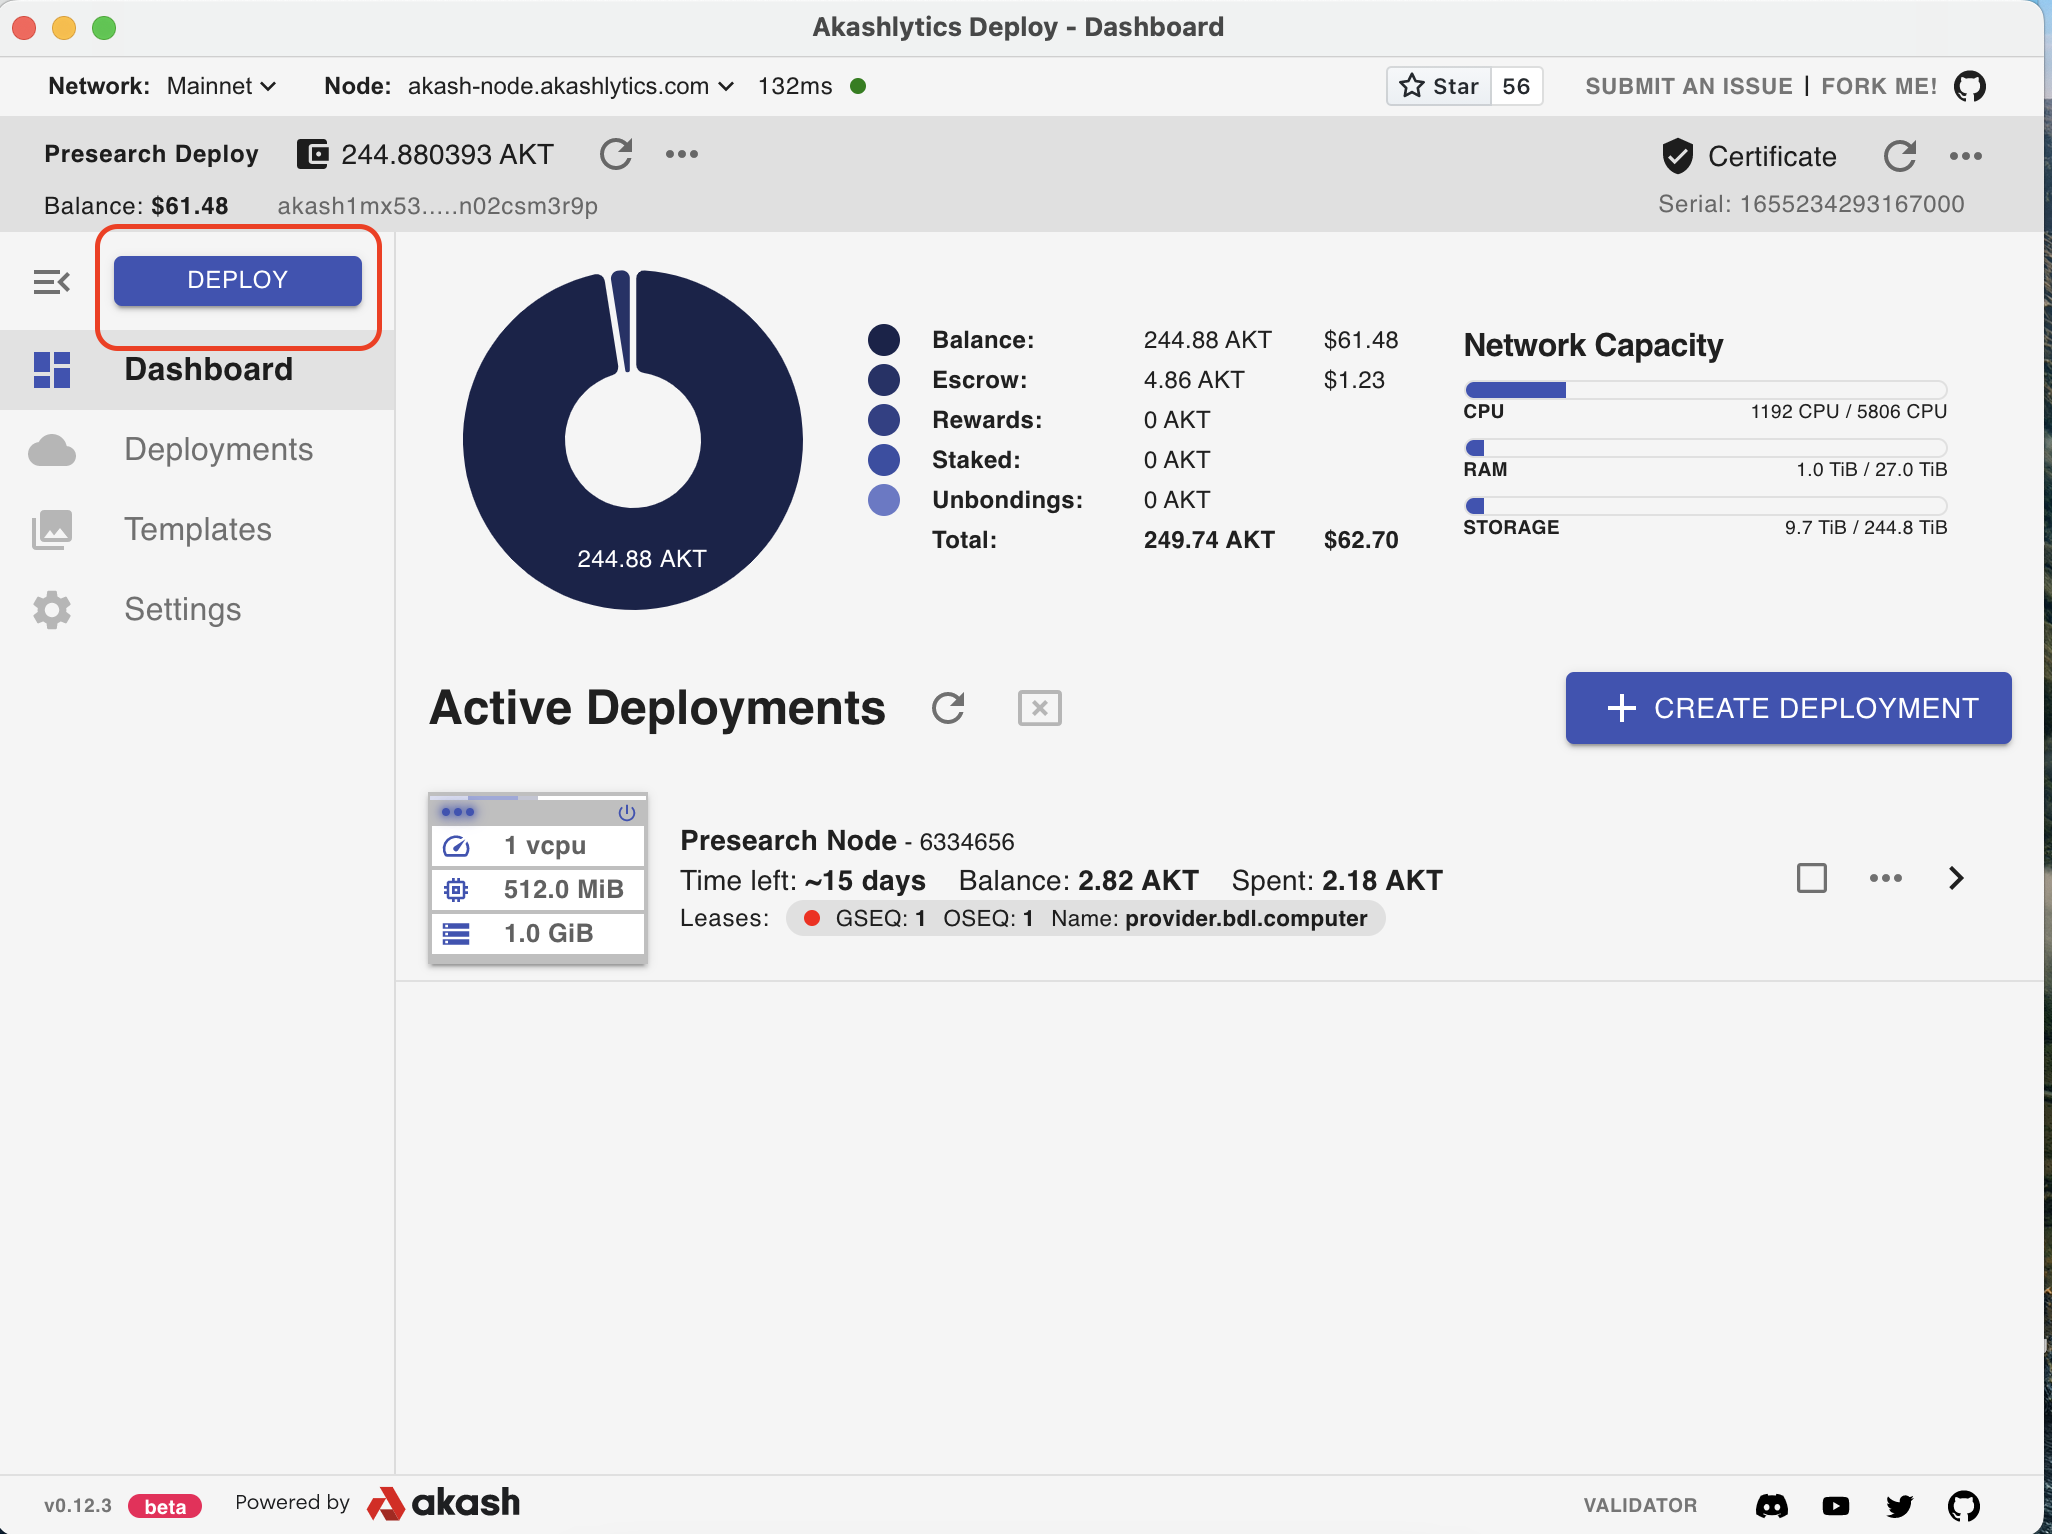 Akashlytics Deploy - Dashboard
Network: Mainnet Node: akash-node.akashlytics.com 132ms Star 56 SUBMIT AN ISSUE | FORK ME!
Presearch Deploy 244.880393 AKT Certificate
Balance: $61.48 akash1mx53.....n02csm3r9p Serial: 1655234293167000
DEPLOY
Dashboard
Deployments
Templates
Settings
244.88 AKT
Balance: 244.88 AKT $61.48
Escrow: 4.86 AKT $1.23
Rewards: 0 AKT
Staked: 0 AKT
Unbondings: 0 AKT
Total: 249.74 AKT $62.70
Network Capacity
CPU 1192 CPU / 5806 CPU
RAM 1.0 TiB / 27.0 TiB
STORAGE 9.7 TiB / 244.8 TiB
Active Deployments
CREATE DEPLOYMENT
1 vcpu
512.0 MiB
1.0 GiB
Presearch Node - 6334656
Time left: ~15 days Balance: 2.82 AKT Spent: 2.18 AKT
Leases: GSEQ: 1 OSEQ: 1 Name: provider.bdl.computer
v0.12.3 beta Powered by akash VALIDATOR